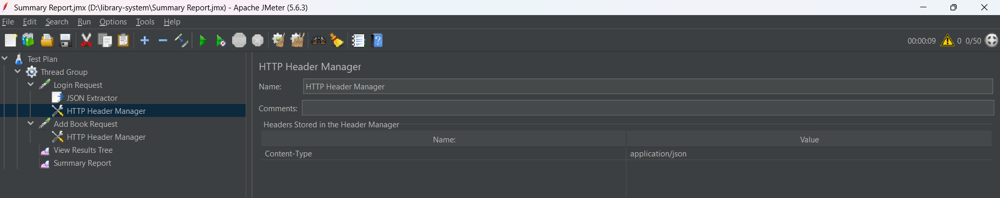 Summary Report.jmx (D:\library-system\Summary Report.jmx) - Apache JMeter (5.6.3)
File Edit Search Run Options Tools Help
STOP
00:00:09 0 0/50
Test Plan
Thread Group
Login Request
JSON Extractor
HTTP Header Manager
Add Book Request
HTTP Header Manager
View Results Tree
Summary Report
HTTP Header Manager
Name: HTTP Header Manager
Comments:
Headers Stored in the Header Manager
Name: Value
Content-Type application/json